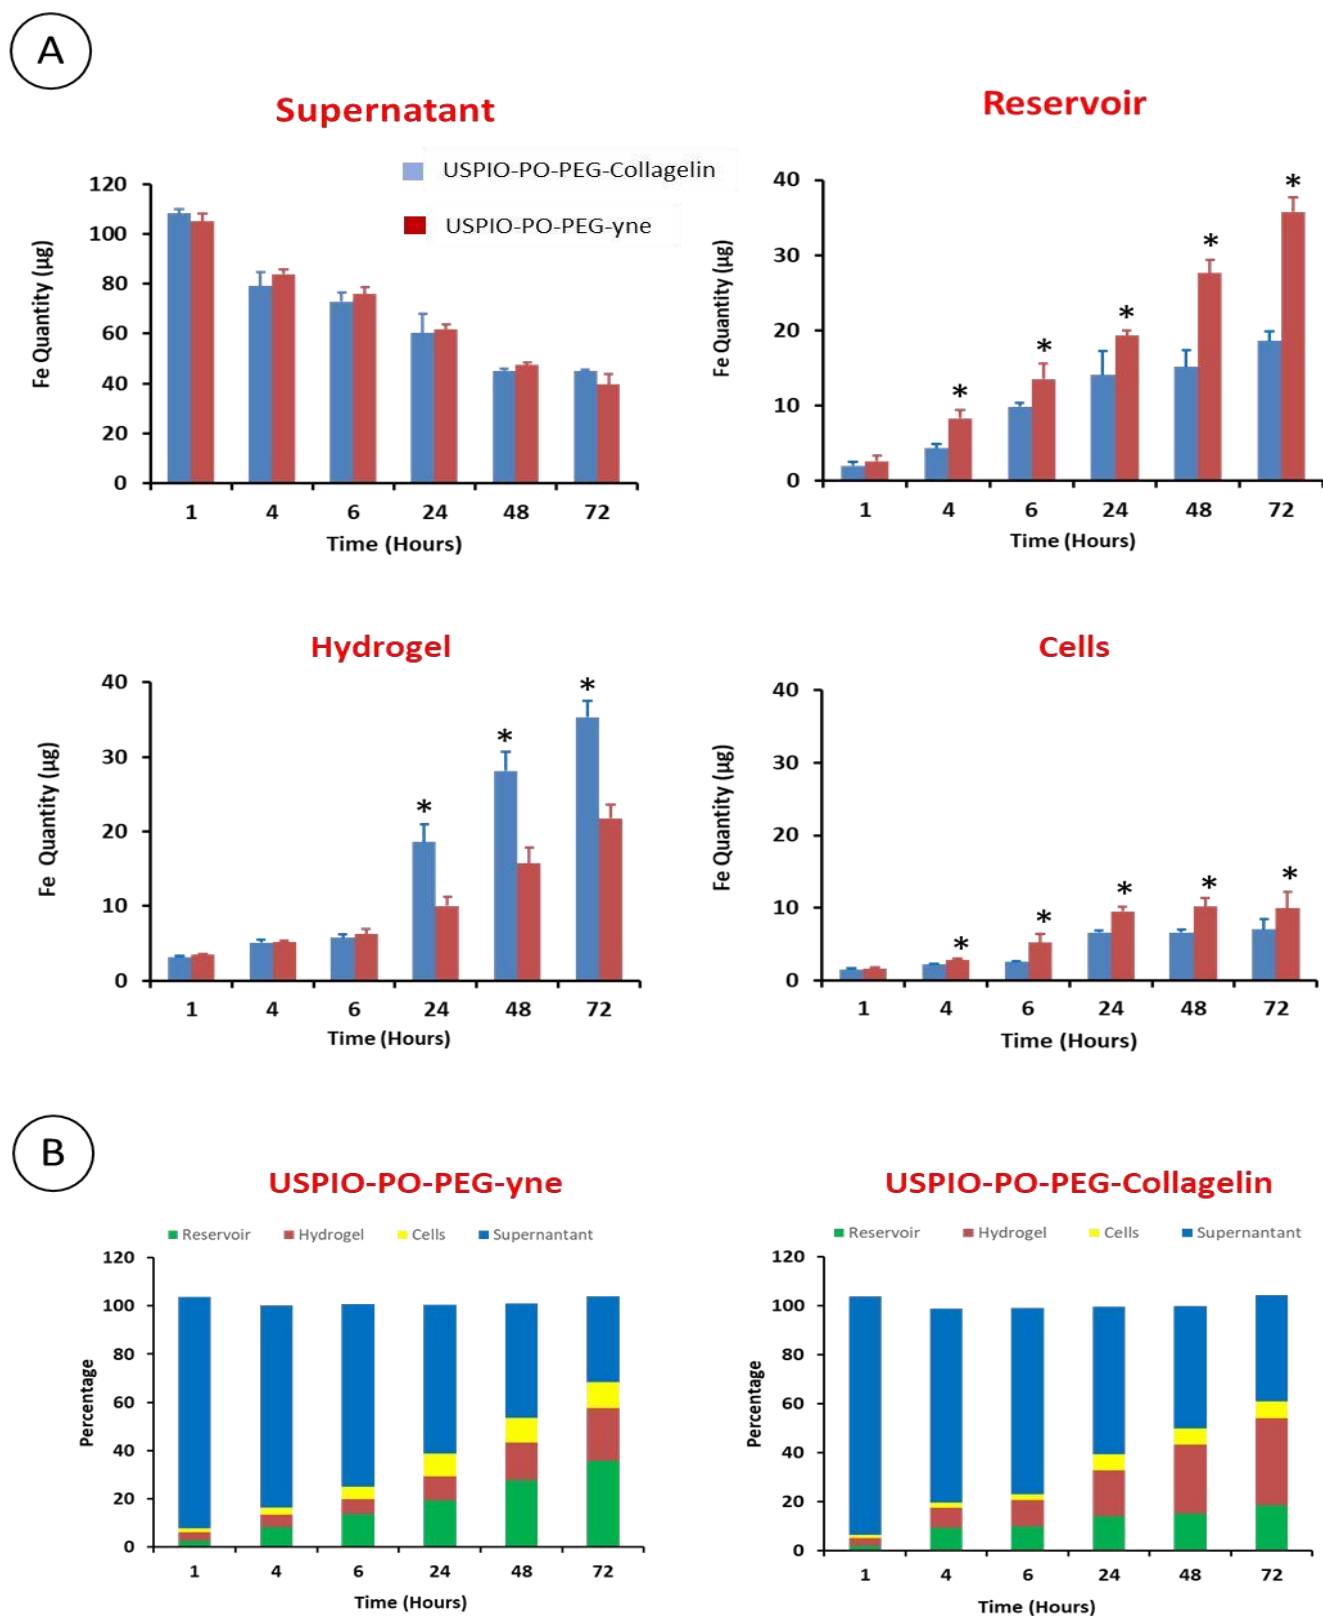 A
Supernatant
USPIO-PO-PEG-Collagelin
USPIO-PO-PEG-yne
Fe Quantity (µg)
120
100
80
60
40
20
0
1 4 6 24 48 72
Time (Hours)
Reservoir
Fe Quantity (µg)
40
30
20
10
0
* * * * *
1 4 6 24 48 72
Time (Hours)
Hydrogel
Fe Quantity (µg)
40
30
20
10
0
* * *
1 4 6 24 48 72
Time (Hours)
Cells
Fe Quantity (µg)
40
30
20
10
0
* * * * *
1 4 6 24 48 72
Time (Hours)
B
USPIO-PO-PEG-yne
Reservoir Hydrogel Cells Supernantant
Percentage
120
100
80
60
40
20
0
1 4 6 24 48 72
Time (Hours)
USPIO-PO-PEG-Collagelin
Reservoir Hydrogel Cells Supernantant
Percentage
120
100
80
60
40
20
0
1 4 6 24 48 72
Time (Hours)